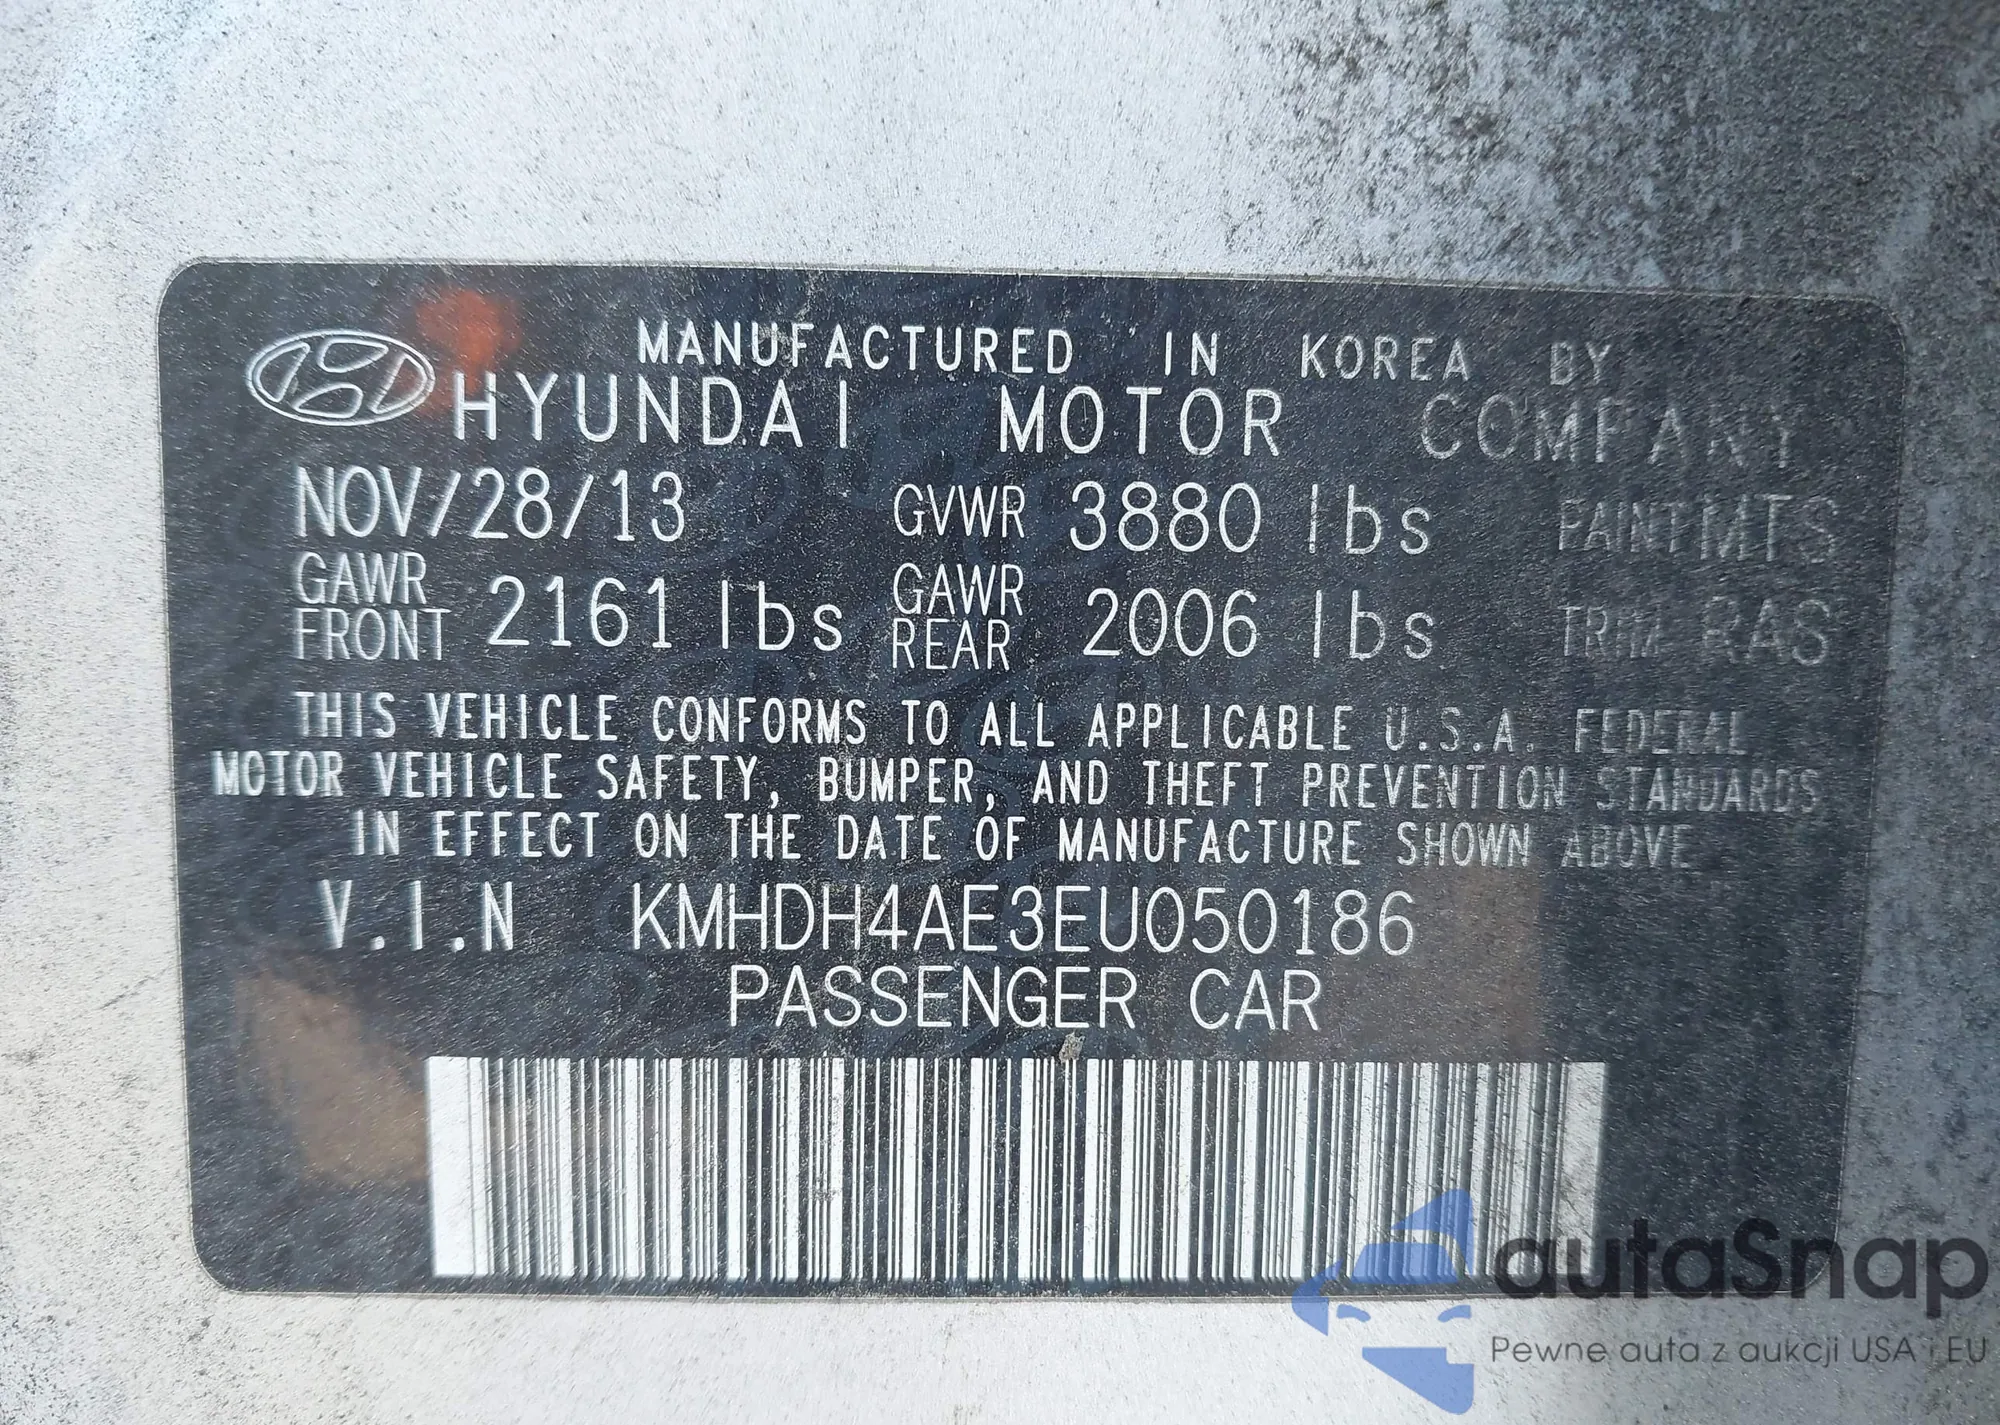 MANUFACTURED IN KOREA BY
HYUNDAI MOTOR COMPANY
NOV/28/13 GVWR 3880 lbs PAINT MTS
GAWR FRONT 2161 lbs GAWR REAR 2006 lbs TRIM RAS
THIS VEHICLE CONFORMS TO ALL APPLICABLE U.S.A. FEDERAL
MOTOR VEHICLE SAFETY, BUMPER, AND THEFT PREVENTION STANDARDS
IN EFFECT ON THE DATE OF MANUFACTURE SHOWN ABOVE
V.I.N KMHDH4AE3EU050186
PASSENGER CAR
autaSnap
Pewne auta z aukcji USA i EU